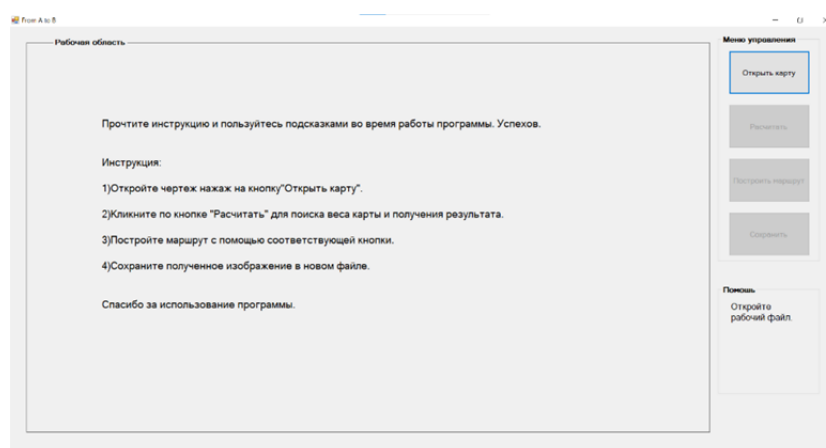 From A to B
Рабочая область
Прочтите инструкцию и пользуйтесь подсказками во время работы программы. Успехов.
Инструкция:
1)Откройте чертеж нажаж на кнопку"Открыть карту".
2)Кликните по кнопке "Расчитать" для поиска веса карты и получения результата.
3)Постройте маршрут с помощью соответствующей кнопки.
4)Сохраните полученное изображение в новом файле.
Спасибо за использование программы.
Меню управления
Открыть карту
Расчитать
Построить маршрут
Сохранить
Помошь
Откройте
рабочий файл.